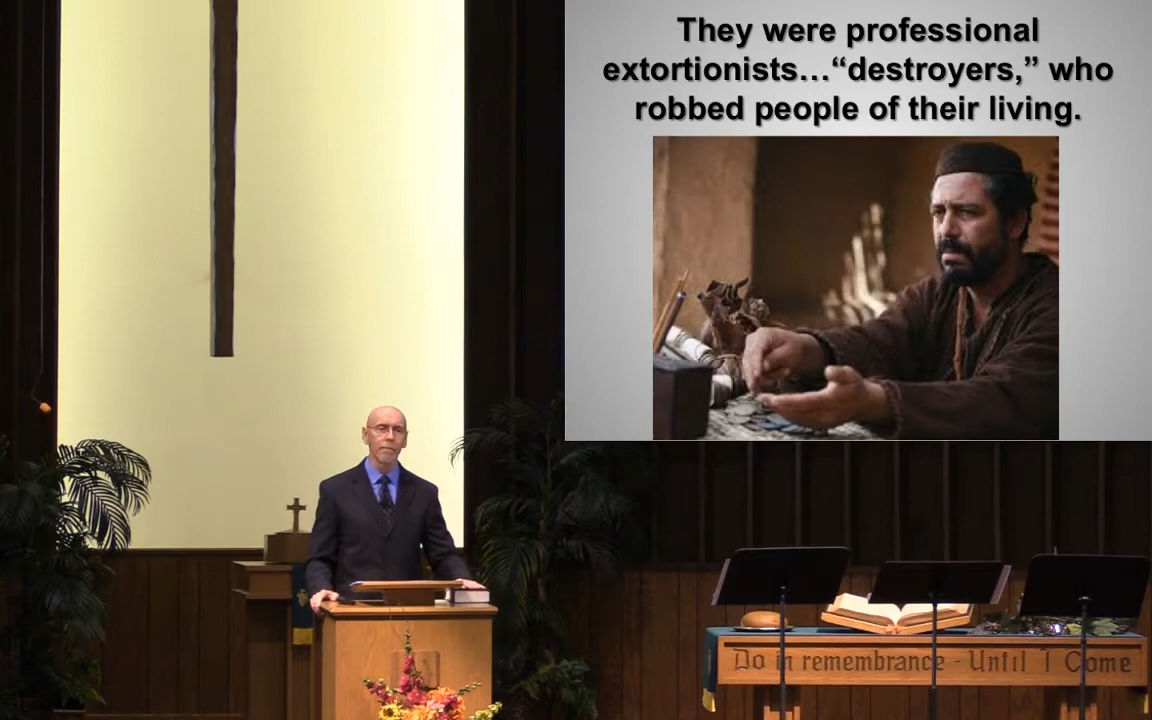 They were professional
extortionists…“destroyers,” who
robbed people of their living.
Do in remembrance - Until I Come